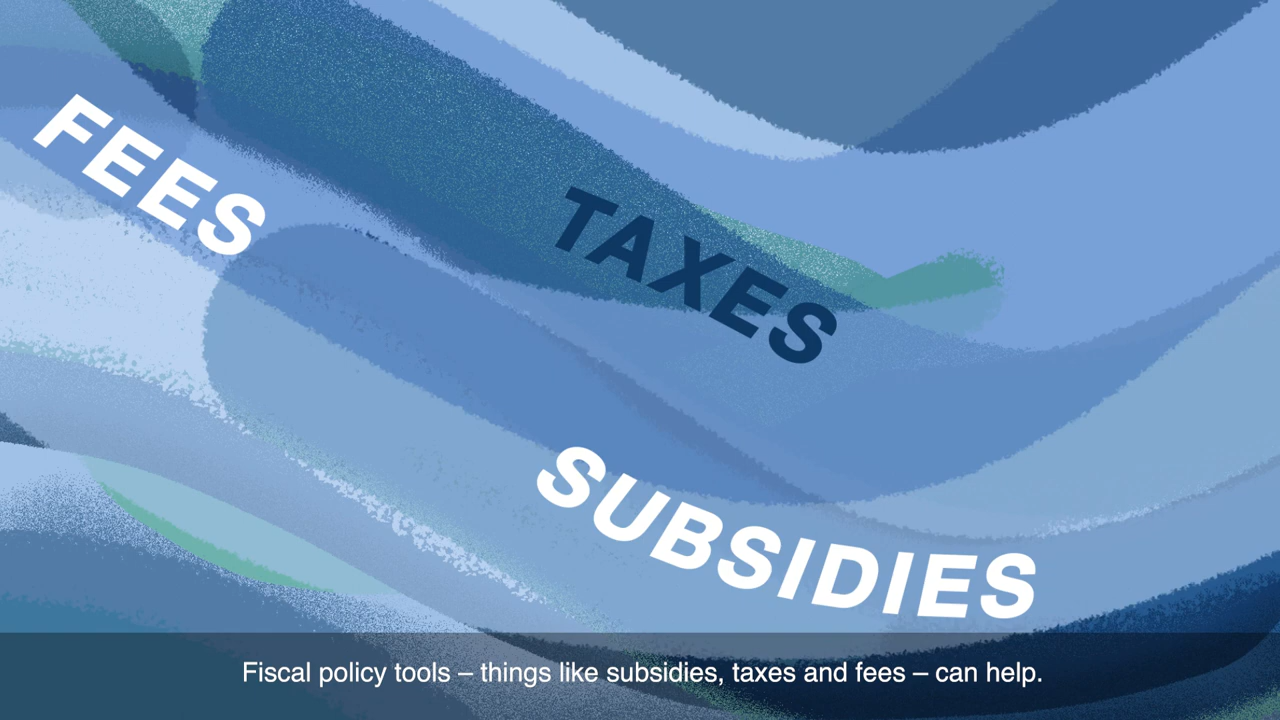 FEES
TAXES
SUBSIDIES
Fiscal policy tools – things like subsidies, taxes and fees – can help.